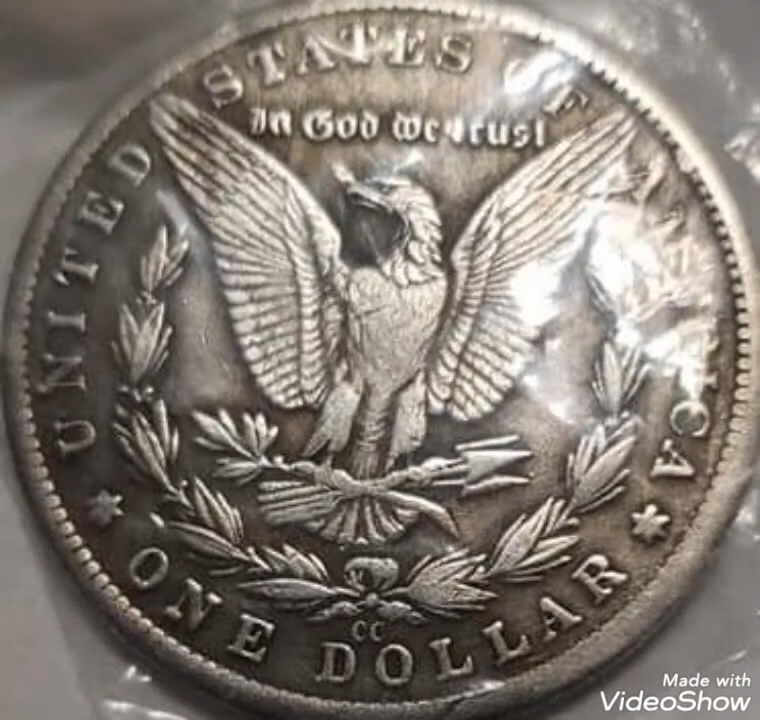 UNITED STATES OF AMERICA
In God We Trust
CC
ONE DOLLAR
Made with
VideoShow